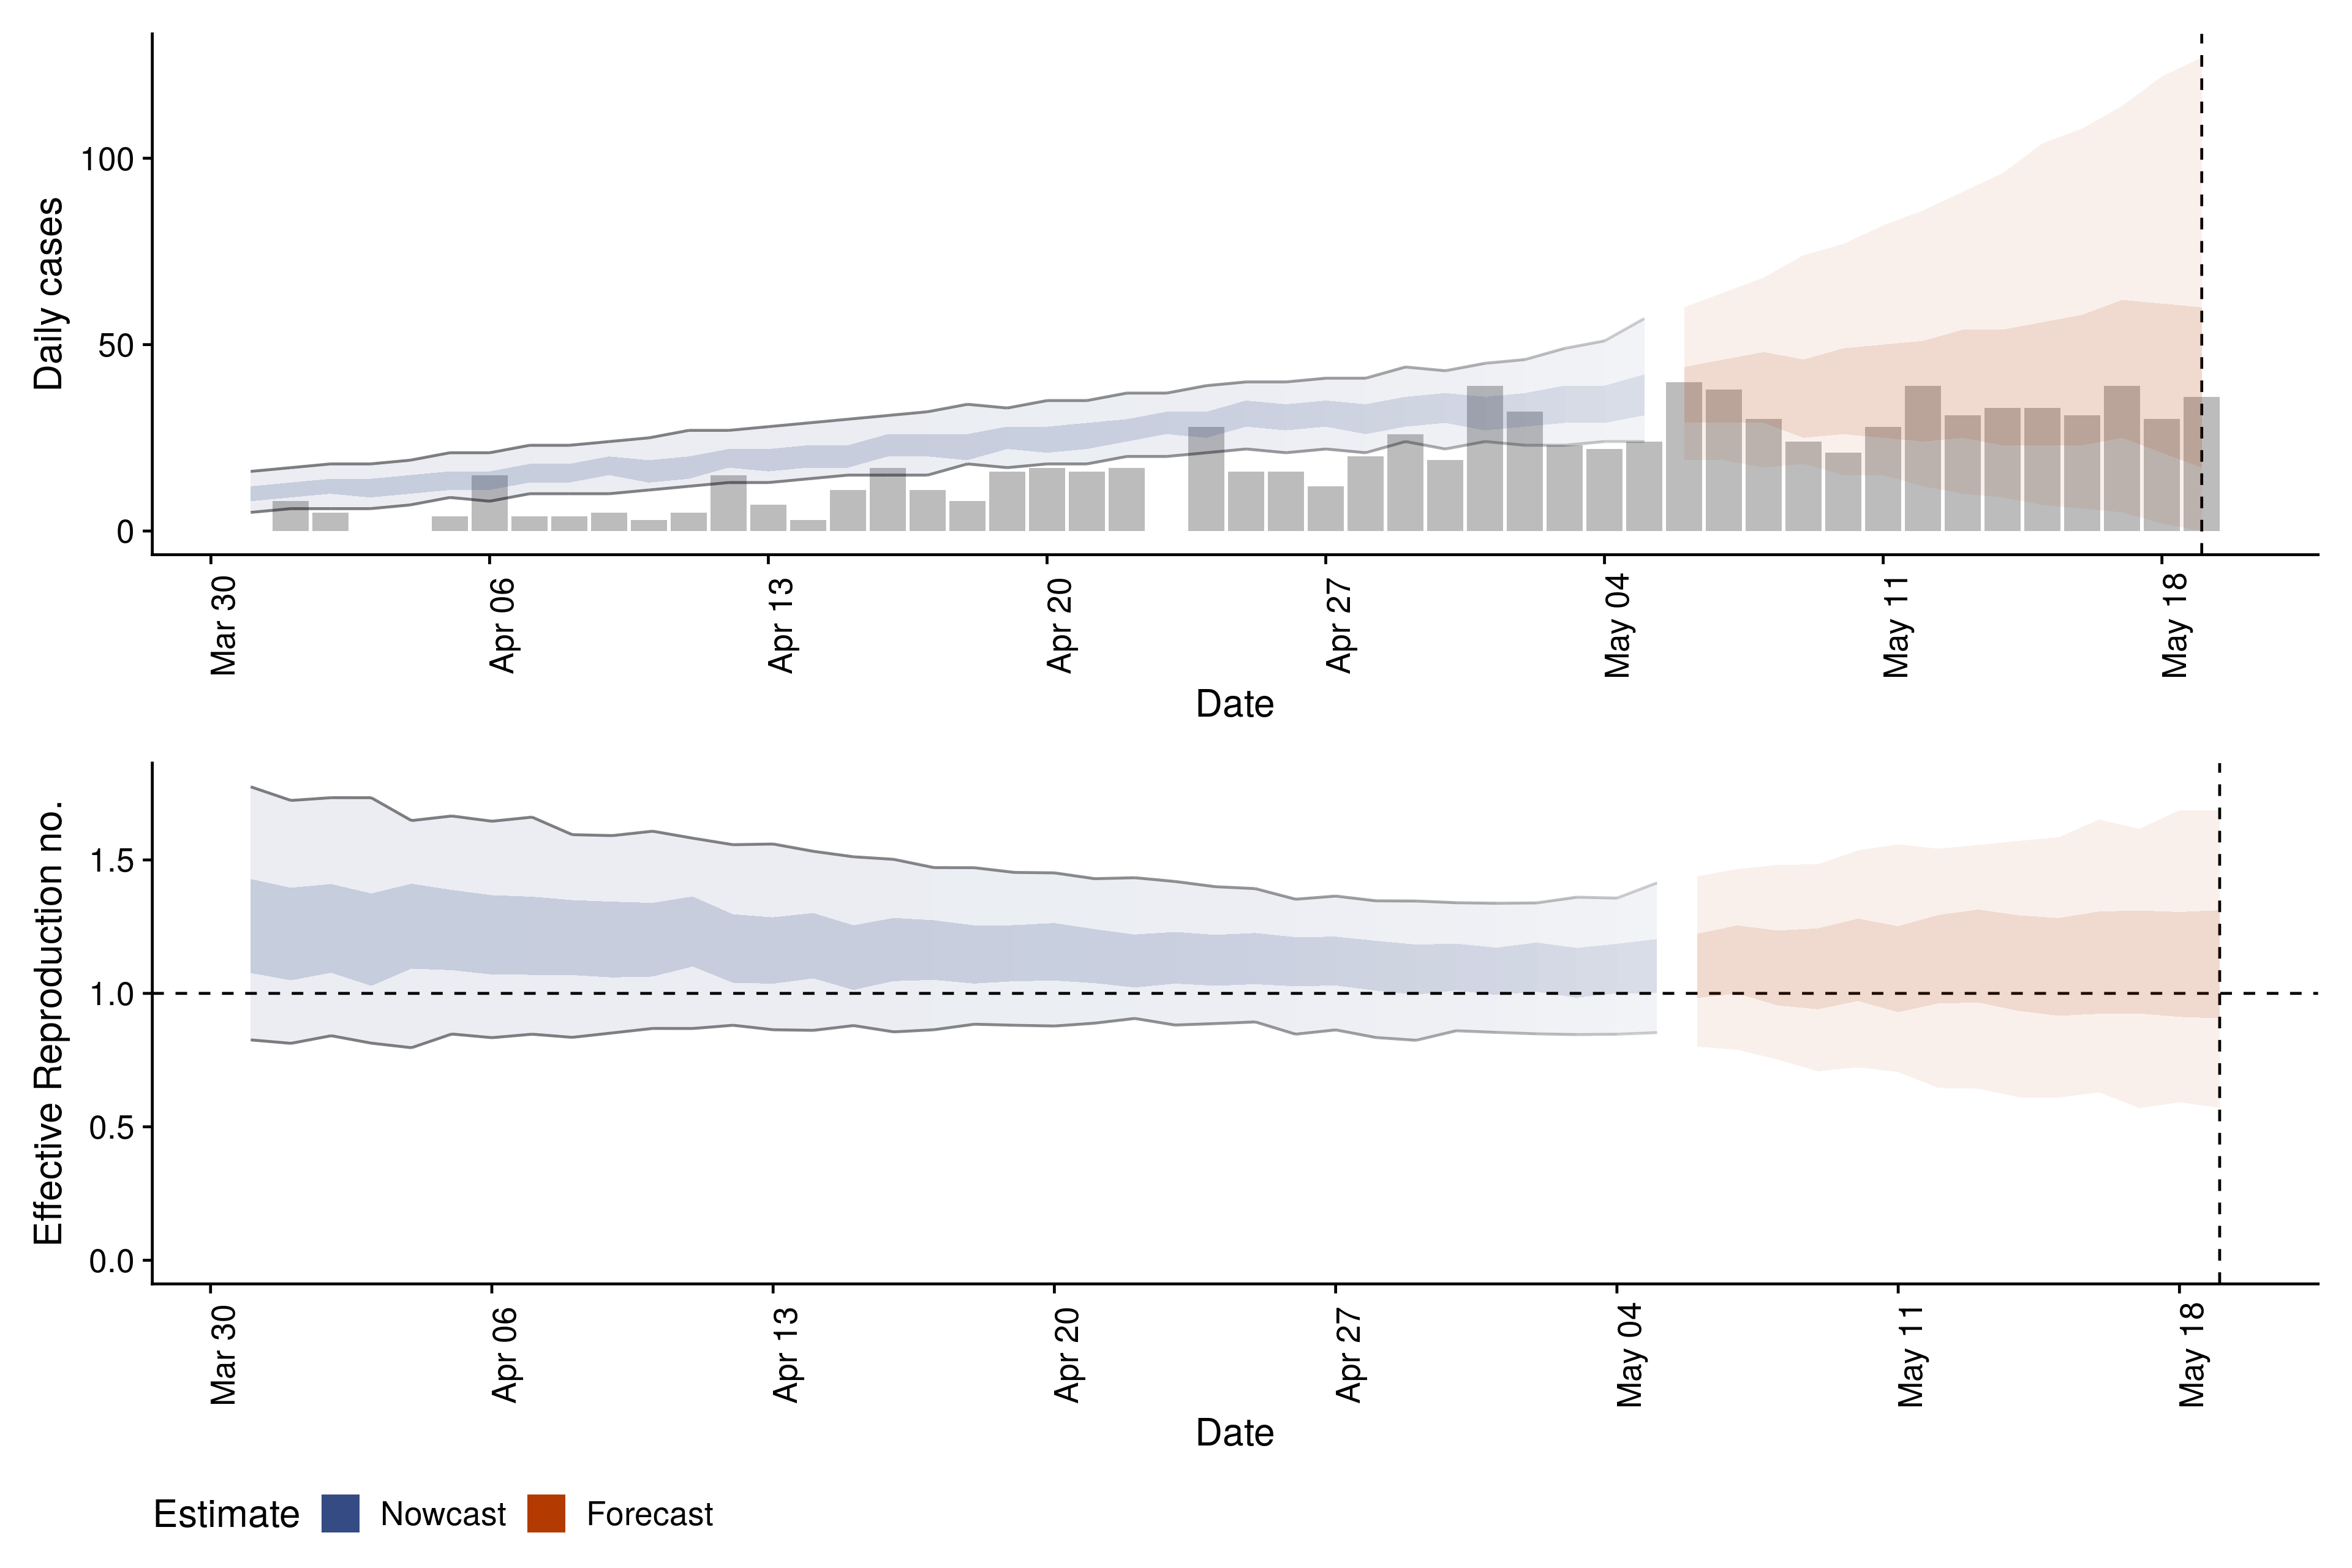 Daily cases
100
50
0
Mar 30
Apr 06
Apr 13
Apr 20
Apr 27
May 04
May 11
May 18
Date
Effective Reproduction no.
1.5
1.0
0.5
0.0
Mar 30
Apr 06
Apr 13
Apr 20
Apr 27
May 04
May 11
May 18
Date
Estimate Nowcast Forecast